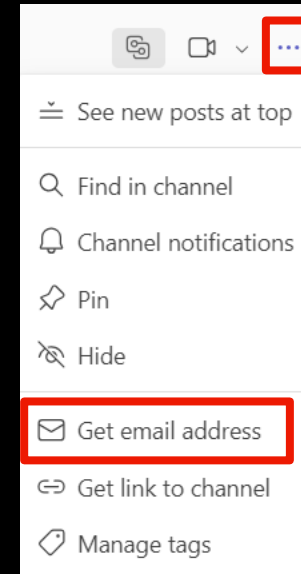 See new posts at top
Find in channel
Channel notifications
Pin
Hide
Get email address
Get link to channel
Manage tags